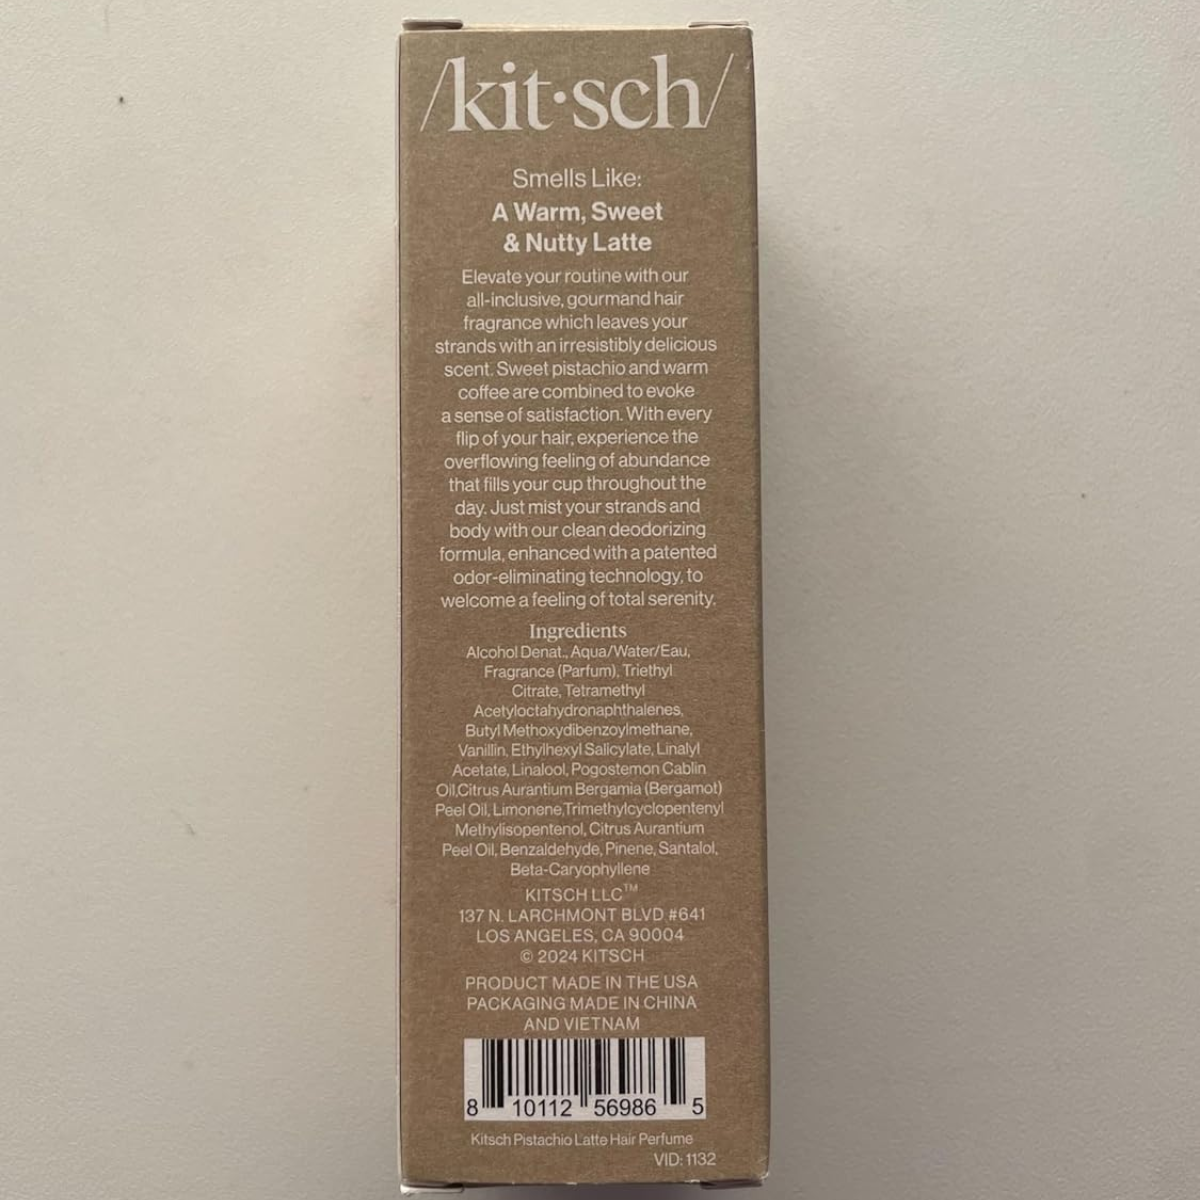 /kit·sch/
Smells Like:
A Warm, Sweet
& Nutty Latte
Elevate your routine with our
all-inclusive, gourmand hair
fragrance which leaves your
strands with an irresistibly delicious
scent. Sweet pistachio and warm
coffee are combined to evoke
a sense of satisfaction. With every
flip of your hair, experience the
overflowing feeling of abundance
that fills your cup throughout the
day. Just mist your strands and
body with our clean deodorizing
formula, enhanced with a patented
odor-eliminating technology, to
welcome a feeling of total serenity.
Ingredients
Alcohol Denat., Aqua/Water/Eau,
Fragrance (Parfum), Triethyl
Citrate, Tetramethyl
Acetyloctahydronaphthalenes,
Butyl Methoxydibenzoylmethane,
Vanillin, Ethylhexyl Salicylate, Linalyl
Acetate, Linalool, Pogostemon Cablin
Oil,Citrus Aurantium Bergamia (Bergamot)
Peel Oil, Limonene,Trimethylcyclopentenyl
Methylisopentenol, Citrus Aurantium
Peel Oil, Benzaldehyde, Pinene, Santalol,
Beta-Caryophyllene
KITSCH LLC™
137 N. LARCHMONT BLVD #641
LOS ANGELES, CA 90004
© 2024 KITSCH
PRODUCT MADE IN THE USA
PACKAGING MADE IN CHINA
AND VIETNAM
8 10112 56986 5
Kitsch Pistachio Latte Hair Perfume
VID: 1132